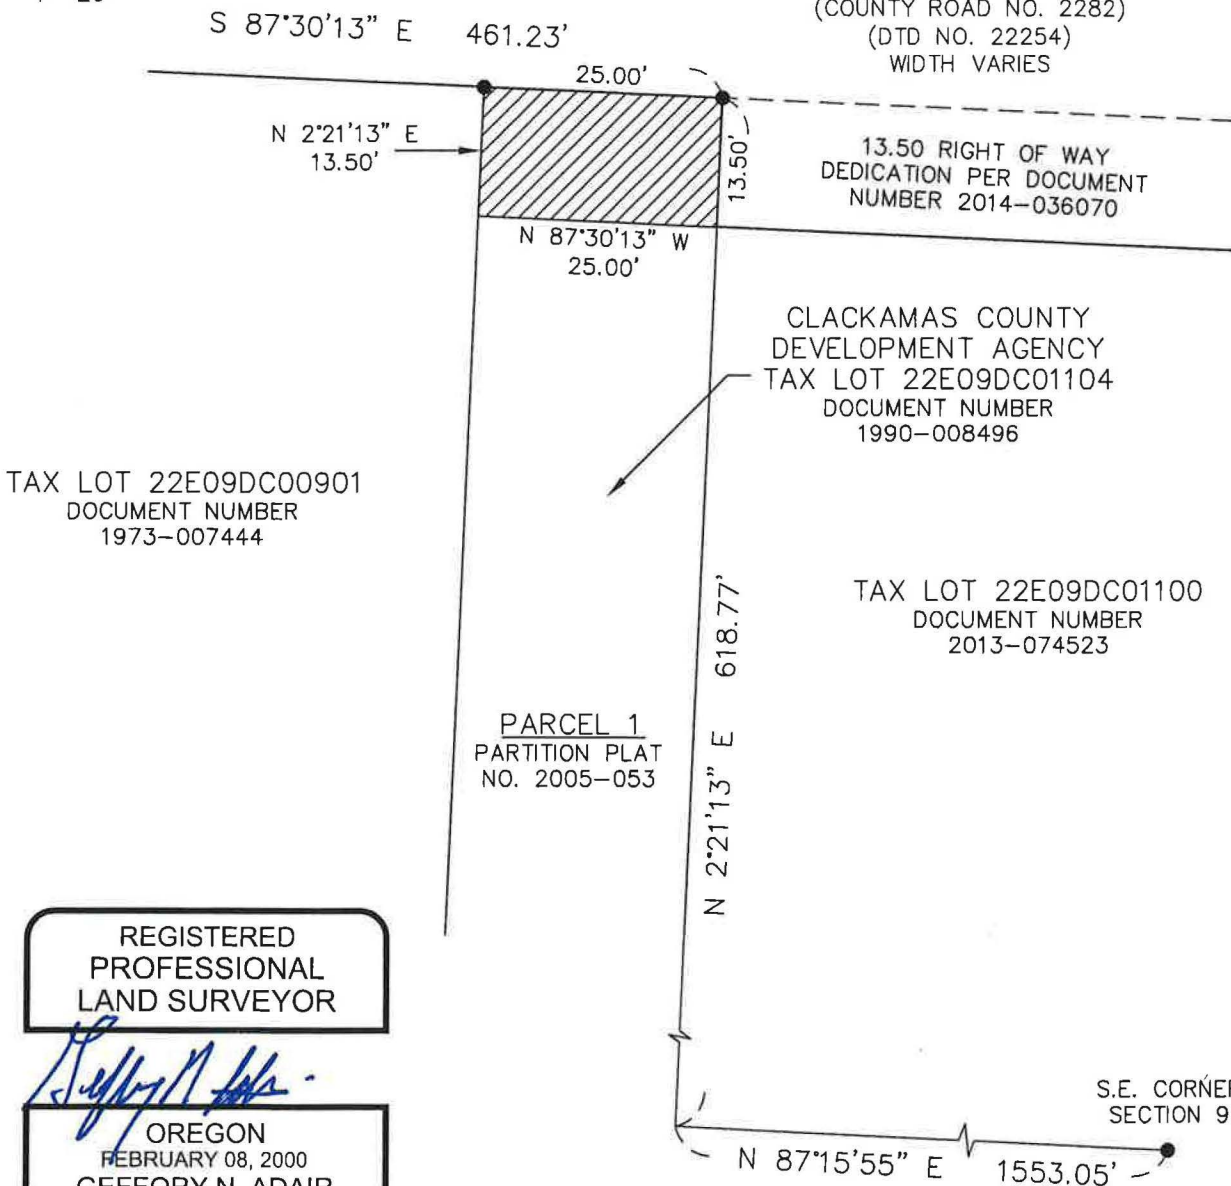 (COUNTY ROAD NO. 2282)
(DTD NO. 22254)
WIDTH VARIES
S 87°30'13" E 461.23'
25.00'
N 2°21'13" E
13.50'
13.50'
13.50 RIGHT OF WAY
DEDICATION PER DOCUMENT
NUMBER 2014-036070
N 87°30'13" W
25.00'
CLACKAMAS COUNTY
DEVELOPMENT AGENCY
TAX LOT 22E09DC01104
DOCUMENT NUMBER
1990-008496
TAX LOT 22E09DC00901
DOCUMENT NUMBER
1973-007444
TAX LOT 22E09DC01100
DOCUMENT NUMBER
2013-074523
N 2°21'13" E 618.77'
PARCEL 1
PARTITION PLAT
NO. 2005-053
REGISTERED
PROFESSIONAL
LAND SURVEYOR
OREGON
FEBRUARY 08, 2000
GEFFORY N. ADAIR
S.E. CORNER
SECTION 9
N 87°15'55" E 1553.05'